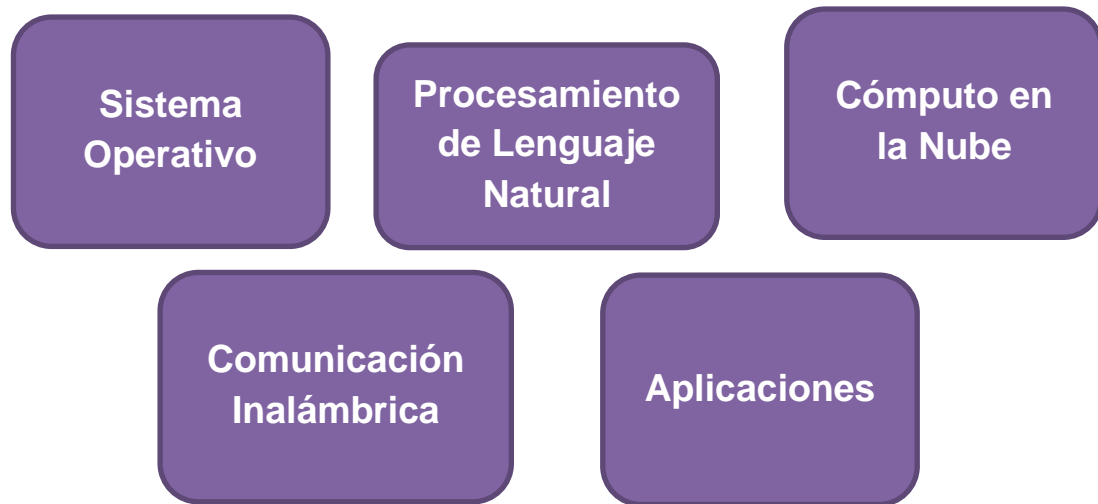 Sistema
Operativo
Procesamiento
de Lenguaje
Natural
Cómputo en
la Nube
Comunicación
Inalámbrica
Aplicaciones